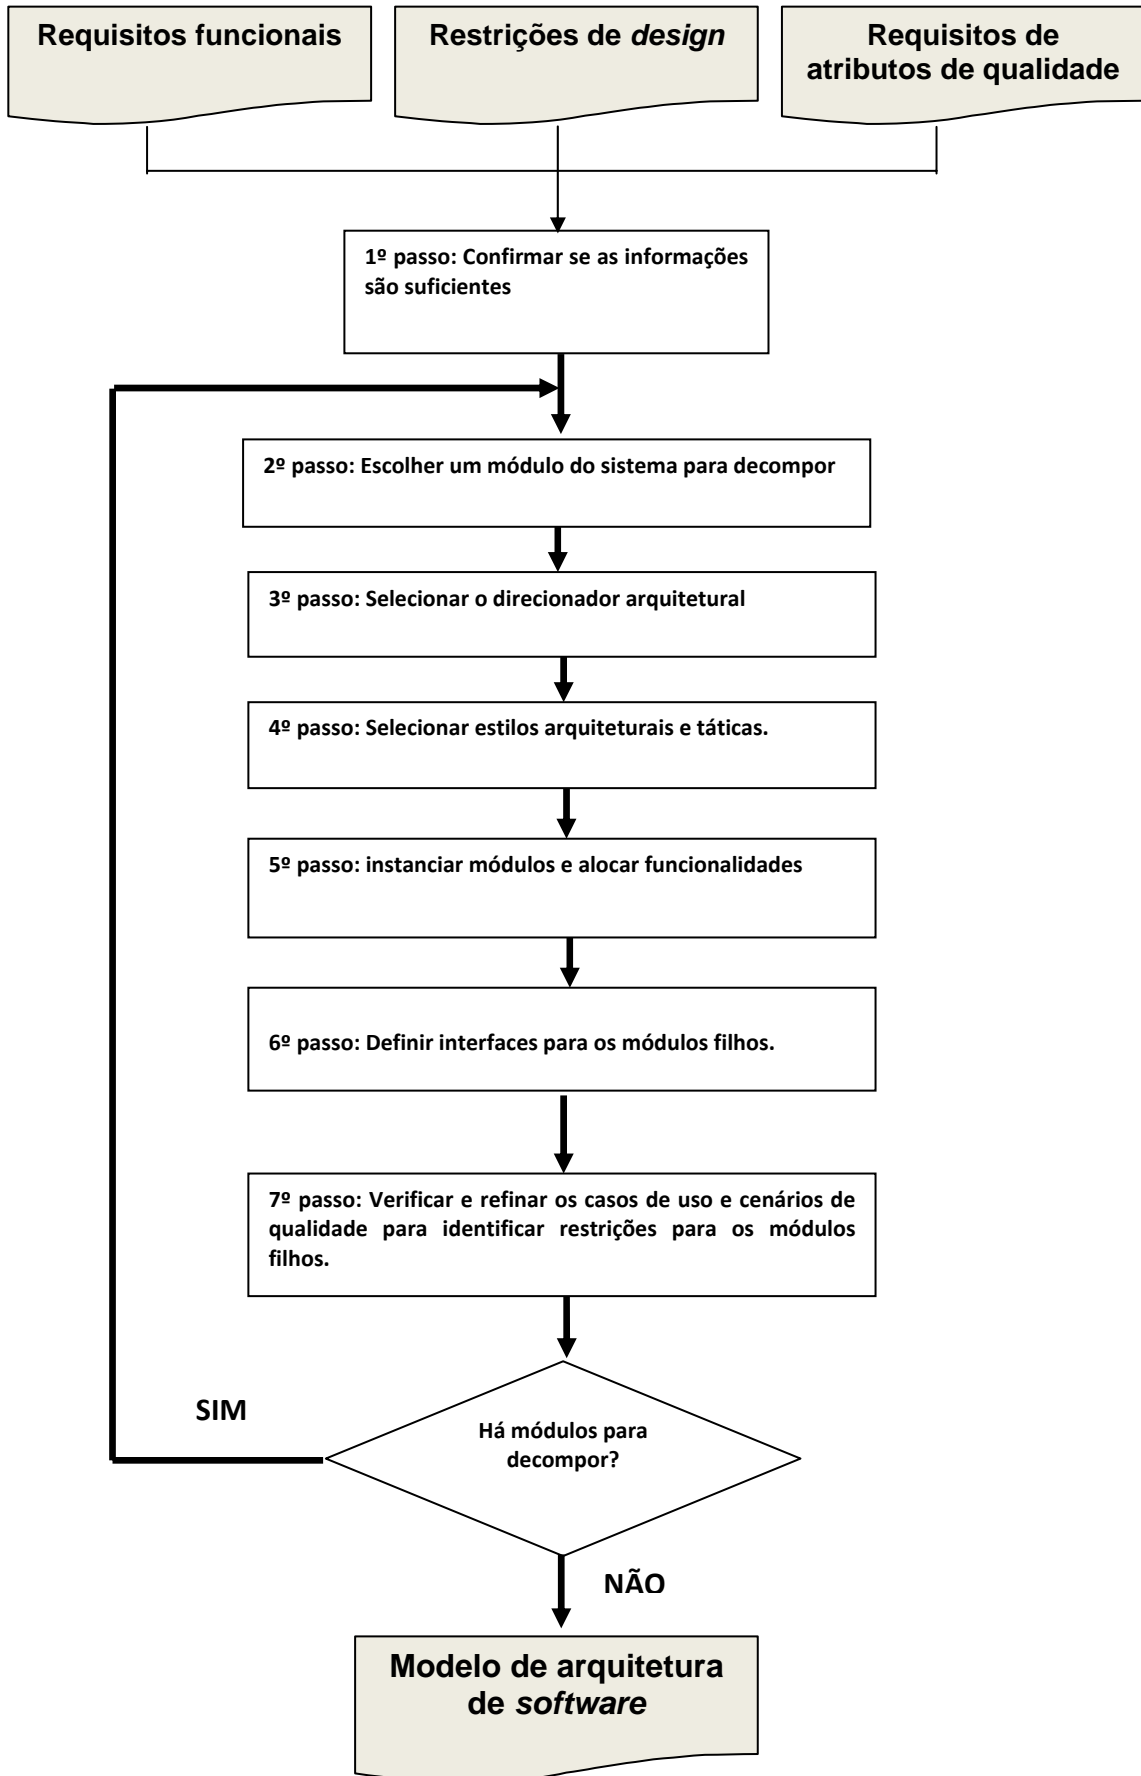 Requisitos funcionais
Restrições de design
Requisitos de
atributos de qualidade
1º passo: Confirmar se as informações
são suficientes
2º passo: Escolher um módulo do sistema para decompor
3º passo: Selecionar o direcionador arquitetural
4º passo: Selecionar estilos arquiteturais e táticas.
5º passo: instanciar módulos e alocar funcionalidades
6º passo: Definir interfaces para os módulos filhos.
7º passo: Verificar e refinar os casos de uso e cenários de
qualidade para identificar restrições para os módulos
filhos.
SIM
Há módulos para
decompor?
NÃO
Modelo de arquitetura
de software